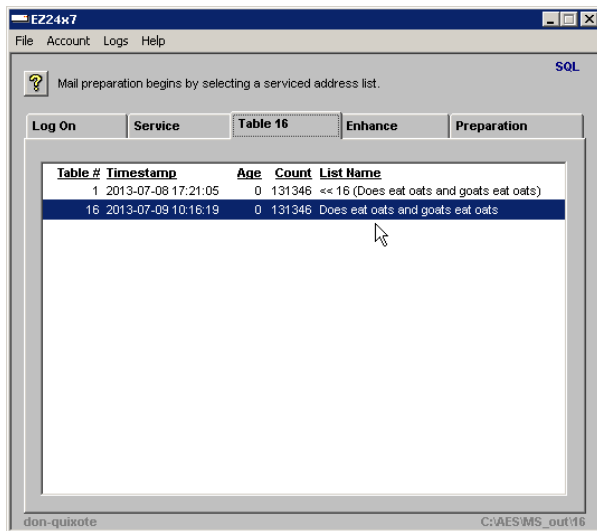 EZ24x7
File Account Logs Help
SQL
Mail preparation begins by selecting a serviced address list.
Log On Service Table 16 Enhance Preparation
Table # Timestamp Age Count List Name
1 2013-07-08 17:21:05 0 131346 << 16 (Does eat oats and goats eat oats)
16 2013-07-09 10:16:19 0 131346 Does eat oats and goats eat oats
don-quixote C:\AES\MS_out\16